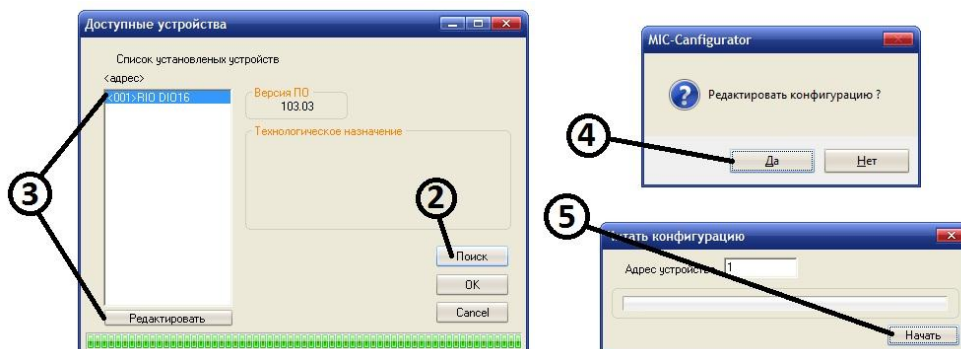 Доступные устройства
Список установленых устройств
<адрес>
<001>RIO DIO16
Версия ПО
103.03
Технологическое назначение
3
2
Поиск
OK
Cancel
Редактировать
MIC-Canfigurator
Редактировать конфигурацию ?
4
Да
Нет
5
конфигурацию
Адрес устройства
1
Начать